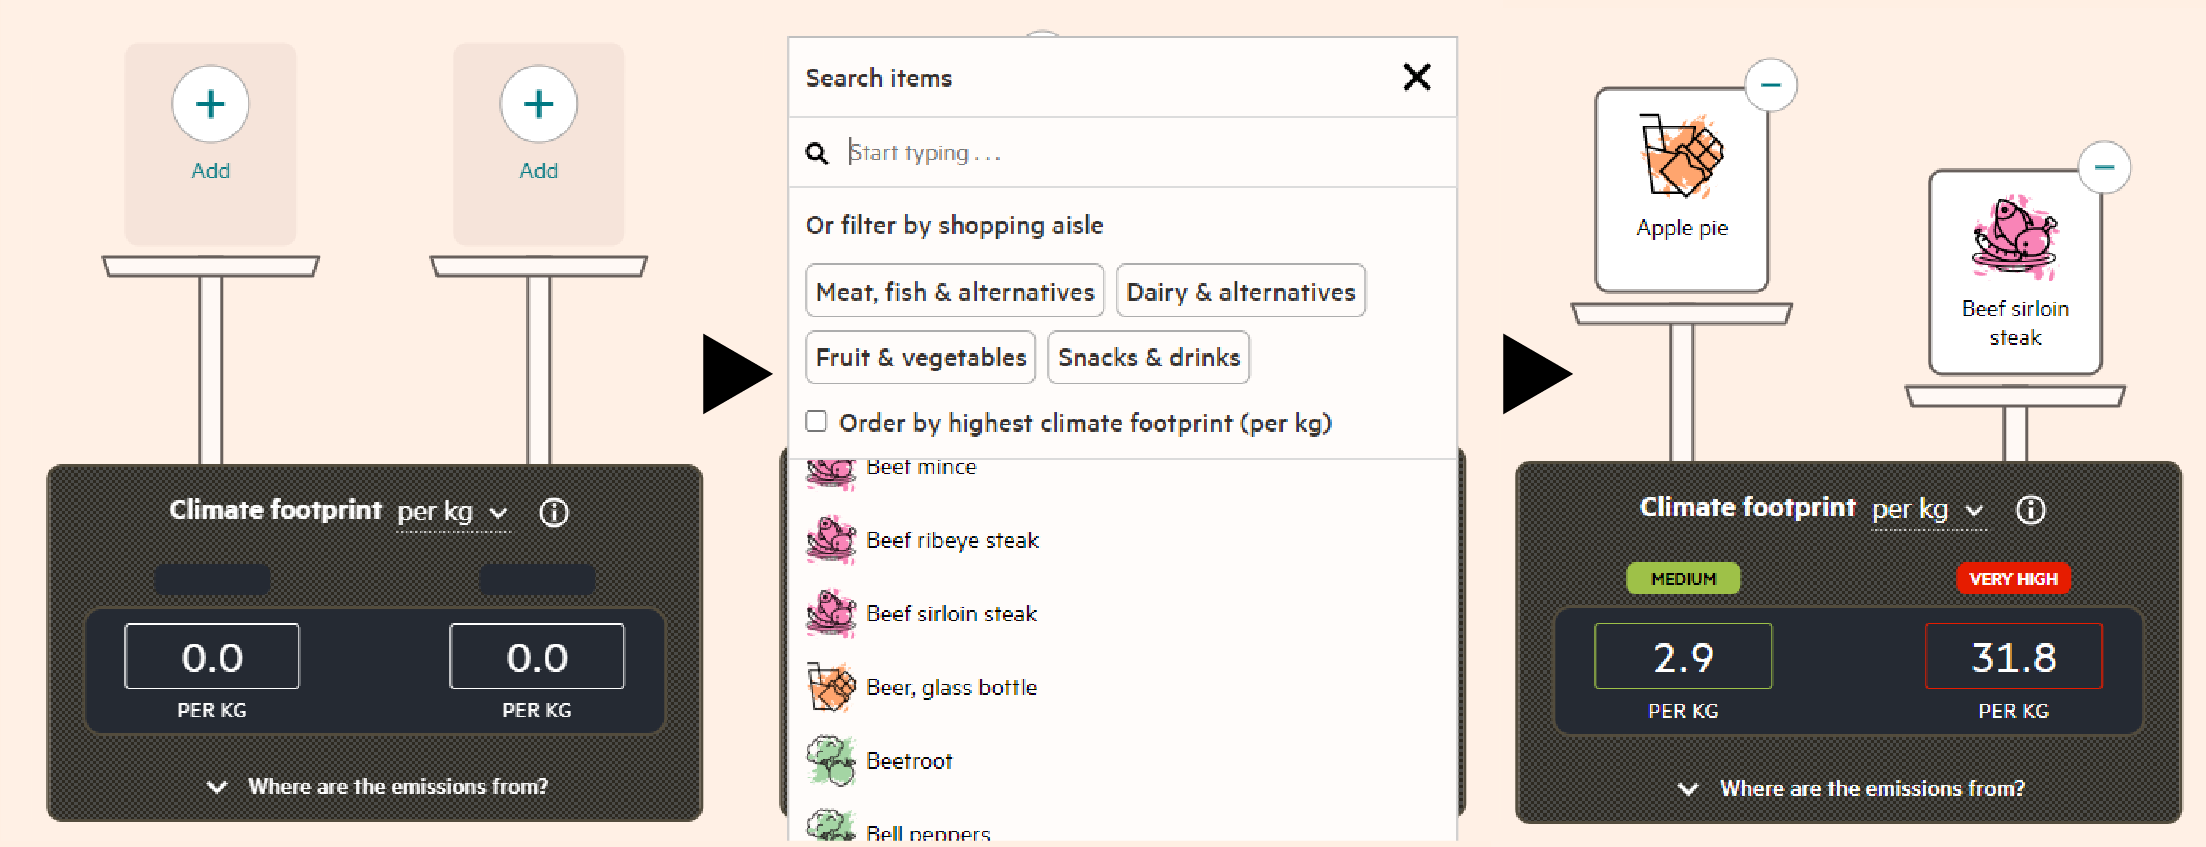 +
+
Add
Add
Climate footprint per kg
0.0
0.0
PER KG
PER KG
Where are the emissions from?
Search items
Start typing . . .
Or filter by shopping aisle
Meat, fish & alternatives
Dairy & alternatives
Fruit & vegetables
Snacks & drinks
Order by highest climate footprint (per kg)
Beef mince
Beef ribeye steak
Beef sirloin steak
Beer, glass bottle
Beetroot
Bell peppers
Apple pie
Beef sirloin
steak
Climate footprint per kg
MEDIUM
VERY HIGH
2.9
31.8
PER KG
PER KG
Where are the emissions from?